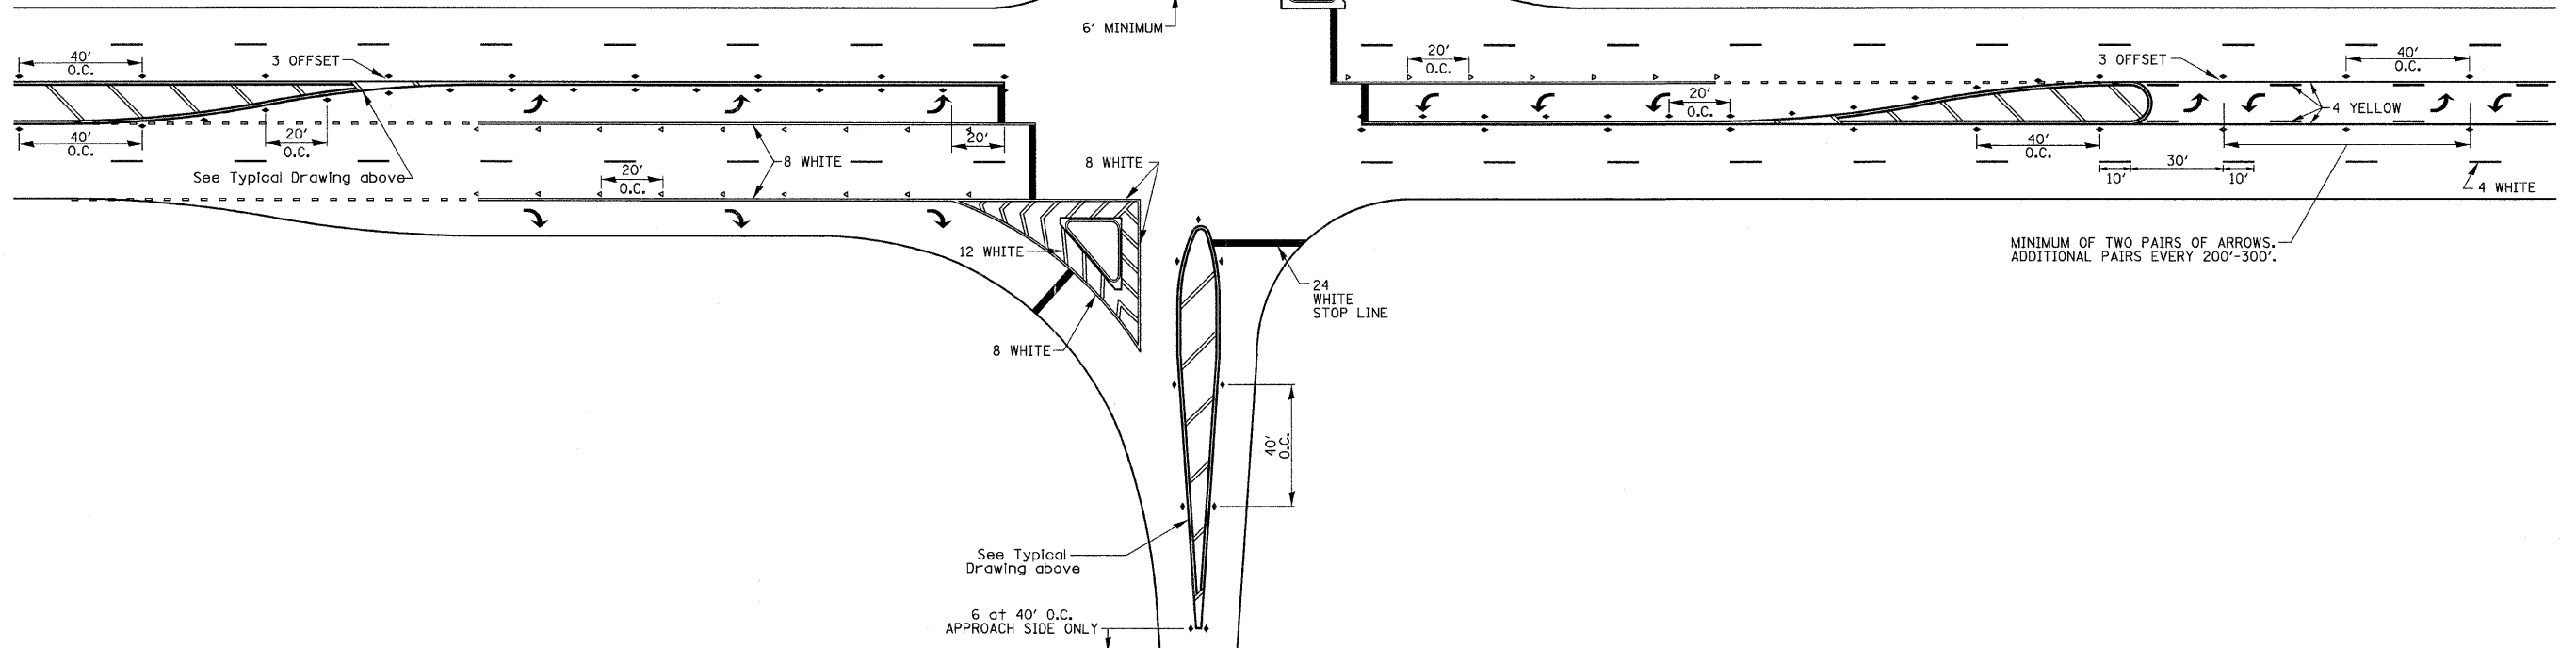 6' MINIMUM
40'
O.C.
3 OFFSET
20'
O.C.
3 OFFSET
40'
O.C.
20'
O.C.
4 YELLOW
40'
O.C.
20'
O.C.
20'
8 WHITE
8 WHITE
40'
O.C.
30'
10'
10'
See Typical Drawing above
20'
O.C.
4 WHITE
12 WHITE
MINIMUM OF TWO PAIRS OF ARROWS.
ADDITIONAL PAIRS EVERY 200'-300'.
24
WHITE
STOP LINE
8 WHITE
40'
O.C.
See Typical
Drawing above
6 at 40' O.C.
APPROACH SIDE ONLY